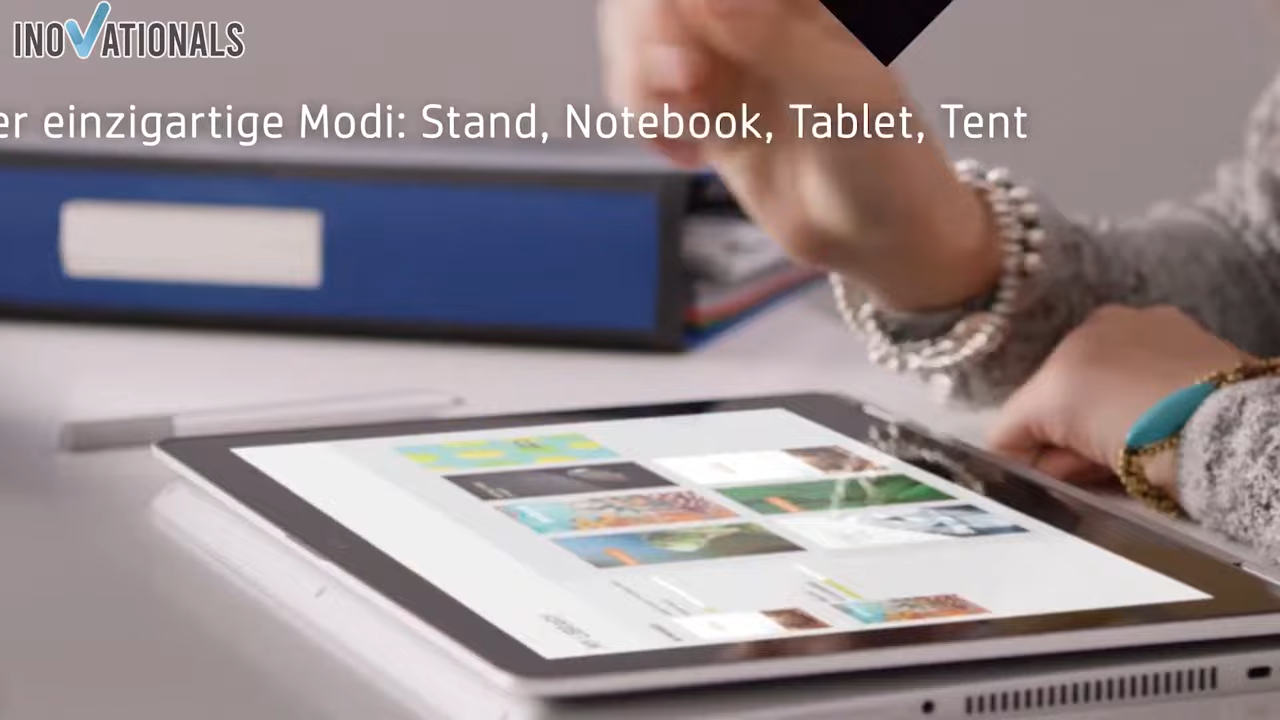 INOVATIONALS
er einzigartige Modi: Stand, Notebook, Tablet, Tent